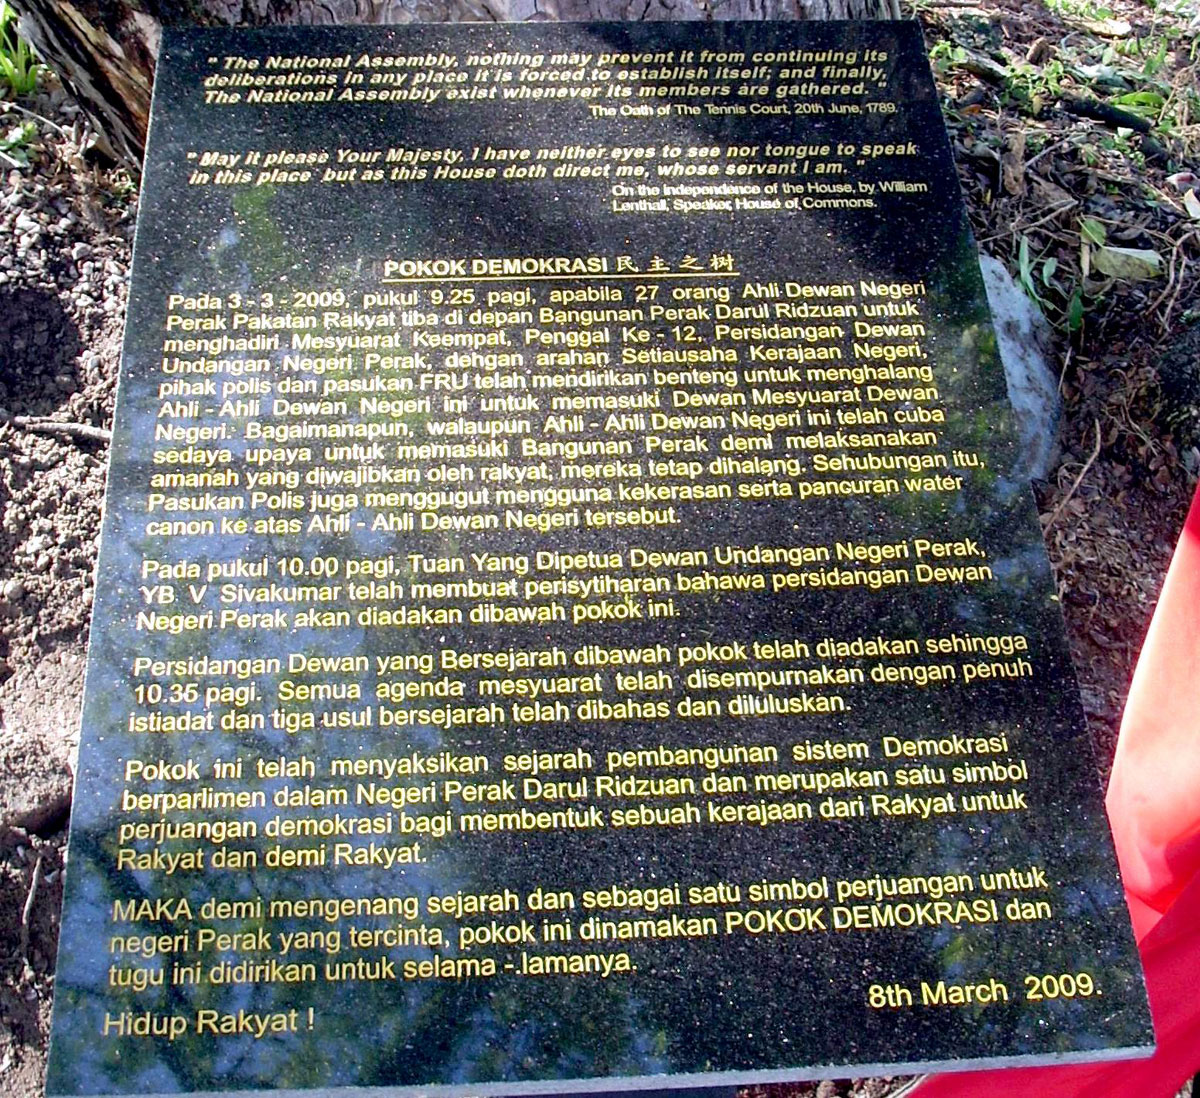 " The National Assembly, nothing may prevent it from continuing its
deliberations in any place it is forced to establish itself; and finally,
The National Assembly exist whenever its members are gathered. "
The Oath of The Tennis Court, 20th June, 1789.
" May it please Your Majesty, I have neither eyes to see nor tongue to speak
in this place but as this House doth direct me, whose servant I am. "
On the Independence of the House, by William
Lenthall, Speaker, House of Commons.
POKOK DEMOKRASI 民主之树
Pada 3 - 3 - 2009, pukul 9.25 pagi, apabila 27 orang Ahli Dewan Negeri
Perak Pakatan Rakyat tiba di depan Bangunan Perak Darul Ridzuan untuk
menghadiri Mesyuarat Keempat, Penggal Ke - 12, Persidangan Dewan
Undangan Negeri Perak, dehgan arahan Setiausaha Kerajaan Negeri,
pihak polis dan pasukan FRU telah mendirikan benteng untuk menghalang
Ahli - Ahli Dewan Negeri ini untuk memasuki Dewan Mesyuarat Dewan
Negeri. Bagaimanapun, walaupun Ahli - Ahli Dewan Negeri ini telah cuba
sedaya upaya untuk memasuki Bangunan Perak demi melaksanakan
amanah yang diwajibkan oleh rakyat, mereka tetap dihalang. Sehubungan itu,
Pasukan Polis juga menggugut mengguna kekerasan serta pancuran water
canon ke atas Ahli - Ahli Dewan Negeri tersebut.
Pada pukul 10.00 pagi, Tuan Yang Dipetua Dewan Undangan Negeri Perak,
YB V Sivakumar telah membuat perisytiharan bahawa persidangan Dewan
Negeri Perak akan diadakan dibawah pokok ini.
Persidangan Dewan yang Bersejarah dibawah pokok telah diadakan sehingga
10.35 pagi. Semua agenda mesyuarat telah disempurnakan dengan penuh
istiadat dan tiga usul bersejarah telah dibahas dan diluluskan.
Pokok ini telah menyaksikan sejarah pembangunan sistem Demokrasi
berparlimen dalam Negeri Perak Darul Ridzuan dan merupakan satu simbol
perjuangan demokrasi bagi membentuk sebuah kerajaan dari Rakyat untuk
Rakyat dan demi Rakyat.
MAKA demi mengenang sejarah dan sebagai satu simbol perjuangan untuk
negeri Perak yang tercinta, pokok ini dinamakan POKOK DEMOKRASI dan
tugu ini didirikan untuk selama - lamanya.
8th March 2009.
Hidup Rakyat !